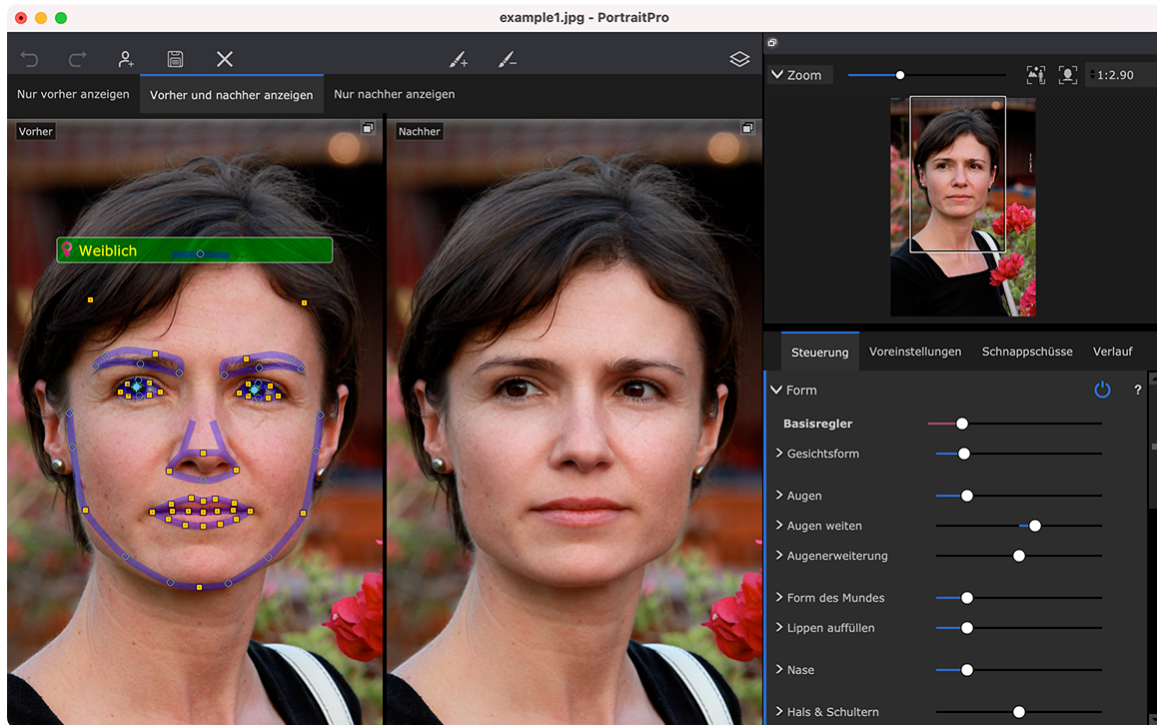 example1.jpg - PortraitPro
Nur vorher anzeigen
Vorher und nachher anzeigen
Nur nachher anzeigen
Vorher
Nachher
Weiblich
Zoom
1:2.90
Steuerung
Voreinstellungen
Schnappschüsse
Verlauf
Form
?
Basisregler
Gesichtsform
Augen
Augen weiten
Augenerweiterung
Form des Mundes
Lippen auffüllen
Nase
Hals & Schultern